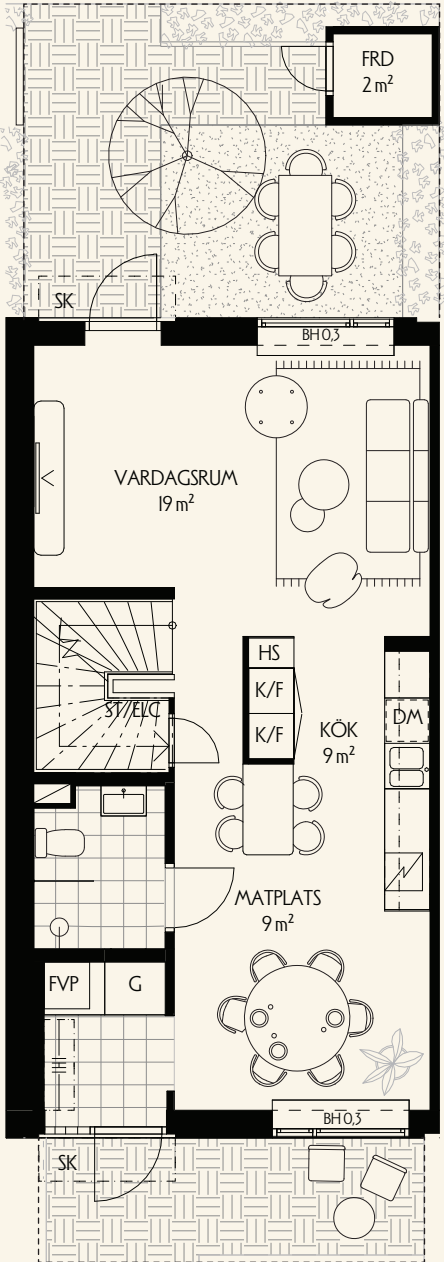 FRD
2 m²
SK
BH 0,3
VARDAGSRUM
19 m²
HS
K/F
K/F
ST/ELC
DM
KÖK
9 m²
MATPLATS
9 m²
FVP
G
BH 0,3
SK